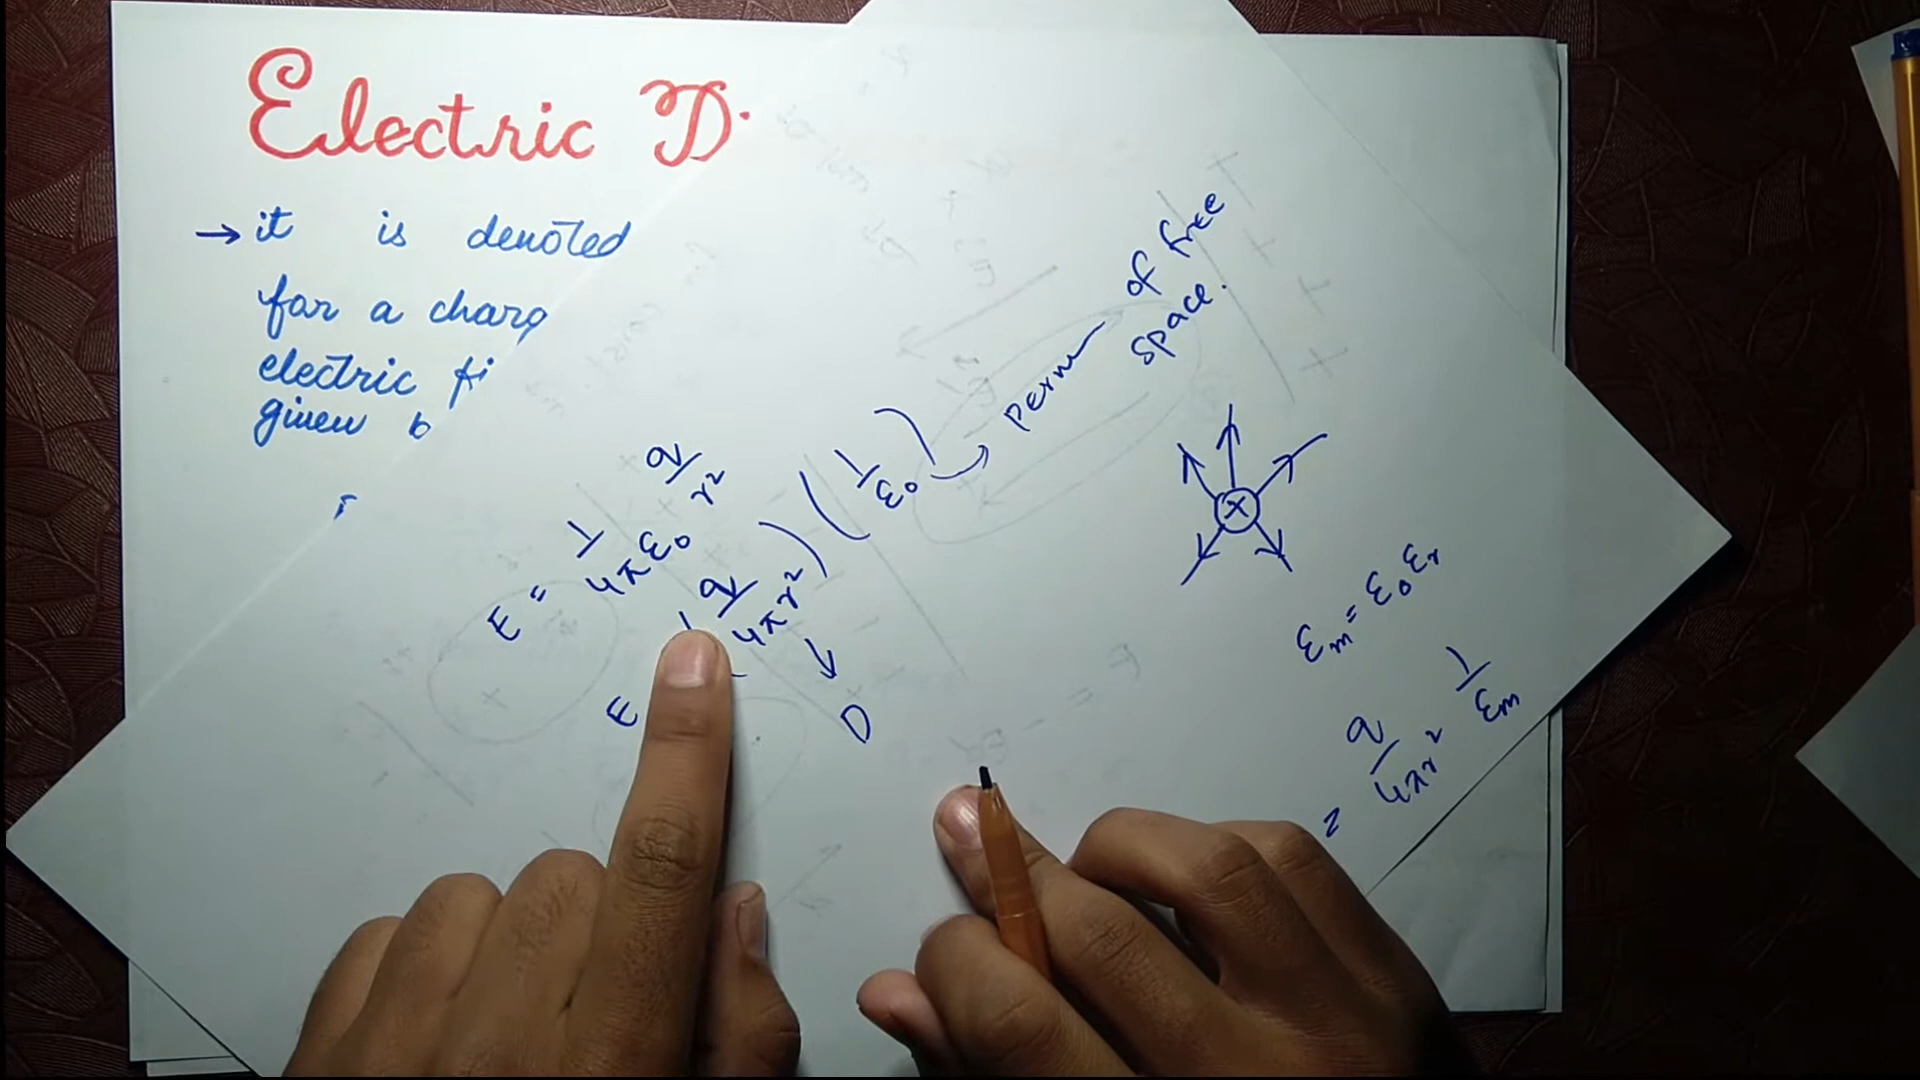 Electric D.
→ it is denoted
for a charg
electric fi
given b
E = 1/4πε₀ q/r²
E
(q/4πr²) (1/ε₀)
→ Perm of free
space.
↓
D
εm = ε₀εr
= q/4πr² 1/εm